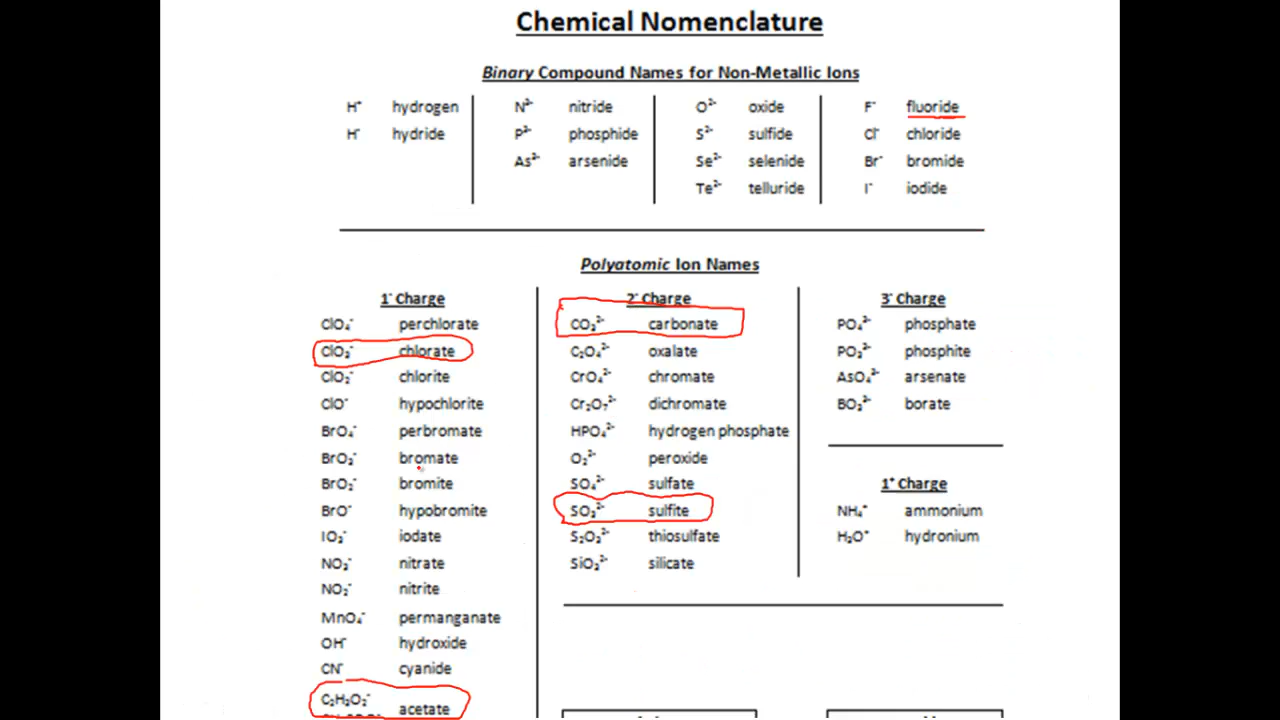 Chemical Nomenclature
Binary Compound Names for Non-Metallic Ions
H⁺ hydrogen
H⁻ hydride
N³⁻ nitride
P³⁻ phosphide
As³⁻ arsenide
O²⁻ oxide
S²⁻ sulfide
Se²⁻ selenide
Te²⁻ telluride
F⁻ fluoride
Cl⁻ chloride
Br⁻ bromide
I⁻ iodide
Polyatomic Ion Names
1⁻ Charge
ClO₄⁻ perchlorate
ClO₃⁻ chlorate
ClO₂⁻ chlorite
ClO⁻ hypochlorite
BrO₄⁻ perbromate
BrO₃⁻ bromate
BrO₂⁻ bromite
BrO⁻ hypobromite
IO₃⁻ iodate
NO₃⁻ nitrate
NO₂⁻ nitrite
MnO₄⁻ permanganate
OH⁻ hydroxide
CN⁻ cyanide
C₂H₃O₂⁻
acetate
2⁻ Charge
CO₃²⁻ carbonate
C₂O₄²⁻ oxalate
CrO₄²⁻ chromate
Cr₂O₇²⁻ dichromate
HPO₄²⁻ hydrogen phosphate
O₂²⁻ peroxide
SO₄²⁻ sulfate
SO₃²⁻ sulfite
S₂O₃²⁻ thiosulfate
SiO₃²⁻ silicate
3⁻ Charge
PO₄³⁻ phosphate
PO₃³⁻ phosphite
AsO₄³⁻ arsenate
BO₃³⁻ borate
1⁺ Charge
NH₄⁺ ammonium
H₃O⁺ hydronium